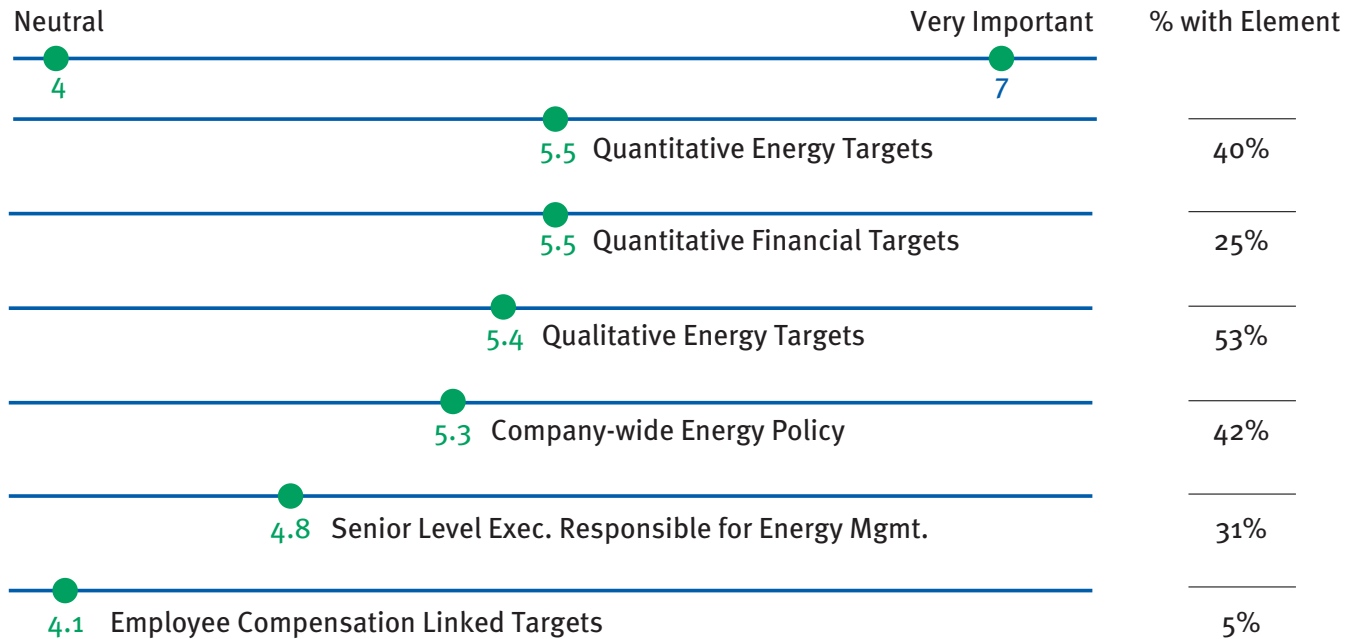 Neutral Very Important % with Element
4 7
5.5 Quantitative Energy Targets 40%
5.5 Quantitative Financial Targets 25%
5.4 Qualitative Energy Targets 53%
5.3 Company-wide Energy Policy 42%
4.8 Senior Level Exec. Responsible for Energy Mgmt. 31%
4.1 Employee Compensation Linked Targets 5%